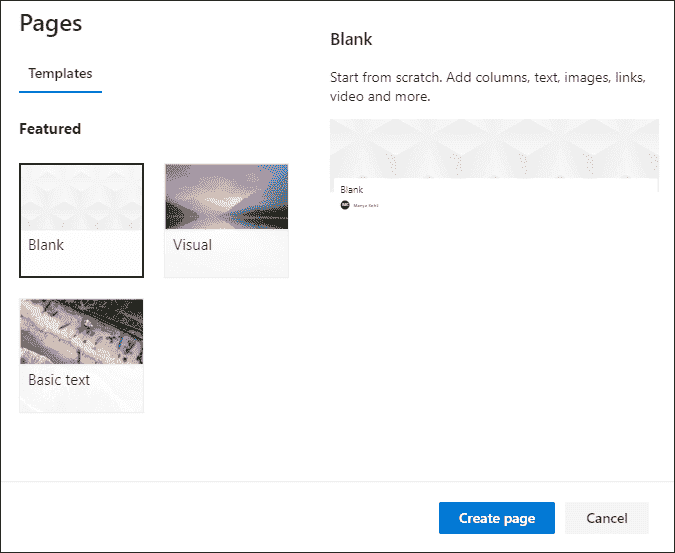 Pages
Templates
Featured
Blank
Visual
Basic text
Blank
Start from scratch. Add columns, text, images, links,
video and more.
Blank
Create page
Cancel